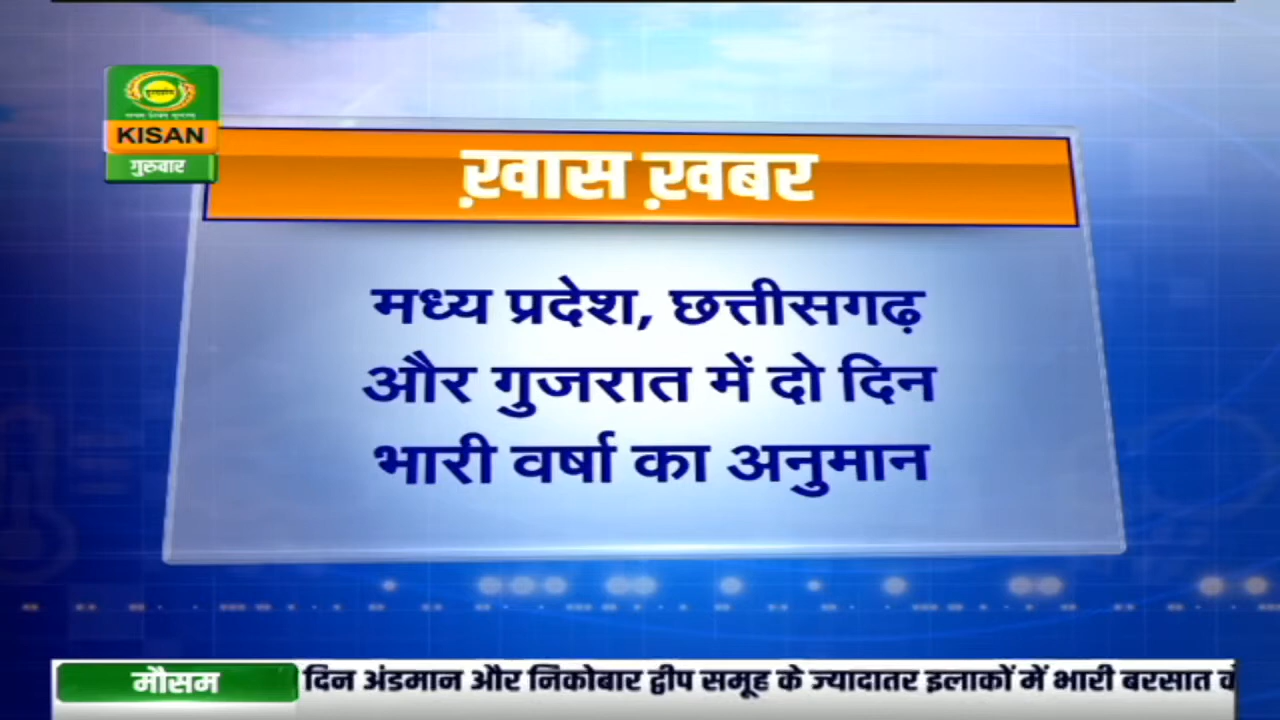 KISAN
गुरुवार
ख़ास ख़बर
मध्य प्रदेश, छत्तीसगढ़
और गुजरात में दो दिन
भारी वर्षा का अनुमान
मौसम
दिन अंडमान और निकोबार द्वीप समूह के ज्यादातर इलाकों में भारी बरसात